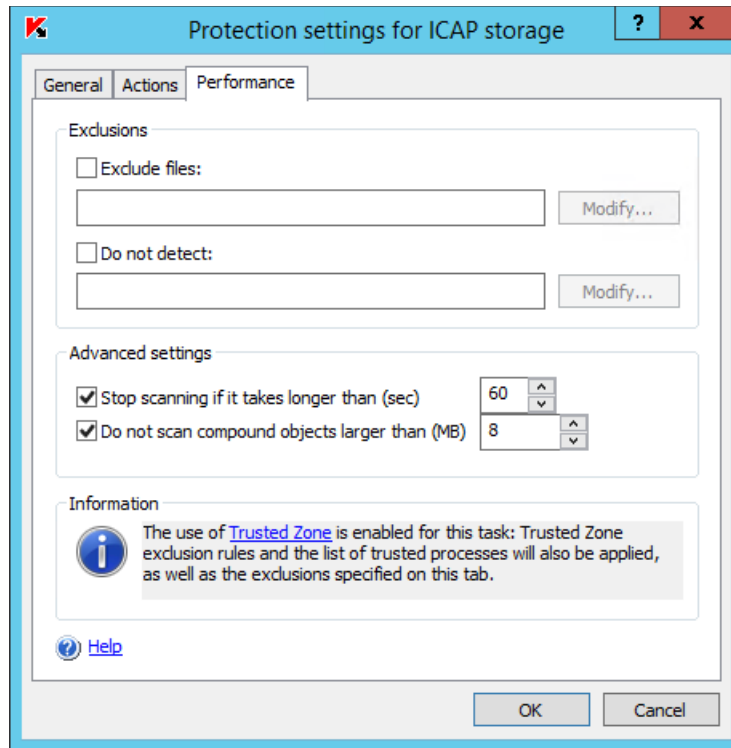 Protection settings for ICAP storage
? x
General Actions Performance
Exclusions
Exclude files:
Modify...
Do not detect:
Modify...
Advanced settings
Stop scanning if it takes longer than (sec) 60
Do not scan compound objects larger than (MB) 8
Information
The use of Trusted Zone is enabled for this task: Trusted Zone
exclusion rules and the list of trusted processes will also be applied,
as well as the exclusions specified on this tab.
Help
OK Cancel